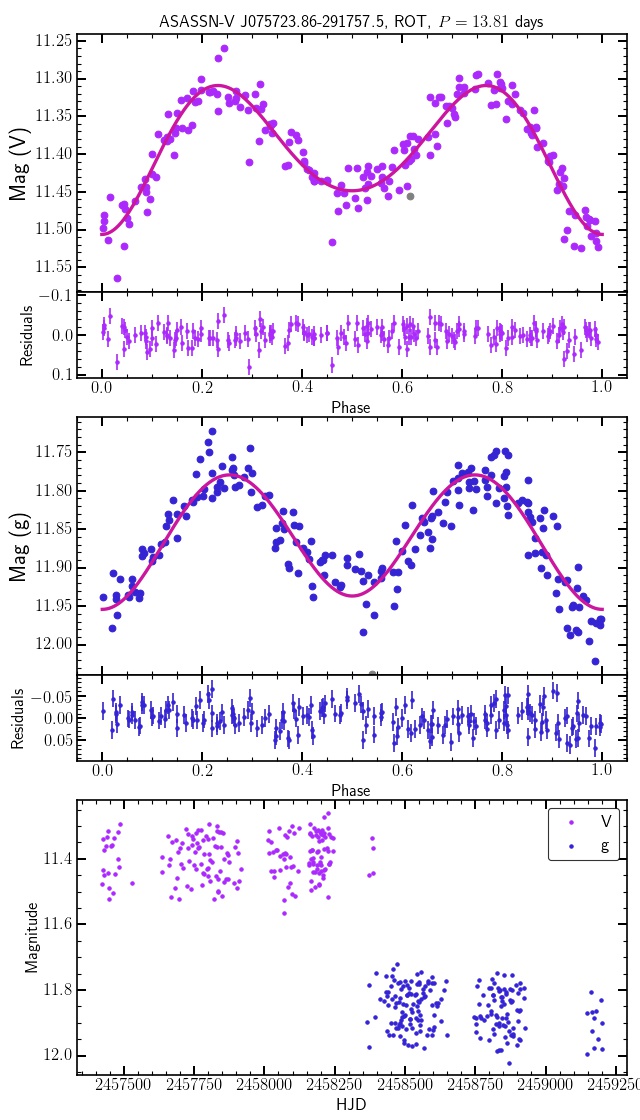 ASASSN-V J075723.86-291757.5, ROT, P = 13.81 days
11.25
11.30
11.35
11.40
11.45
11.50
11.55
Mag (V)
−0.1
0.0
0.1
Residuals
0.0 0.2 0.4 0.6 0.8 1.0
Phase
11.75
11.80
11.85
11.90
11.95
12.00
Mag (g)
−0.05
0.00
0.05
Residuals
0.0 0.2 0.4 0.6 0.8 1.0
Phase
V
g
11.4
11.6
11.8
12.0
Magnitude
2457500 2457750 2458000 2458250 2458500 2458750 2459000 2459250
HJD